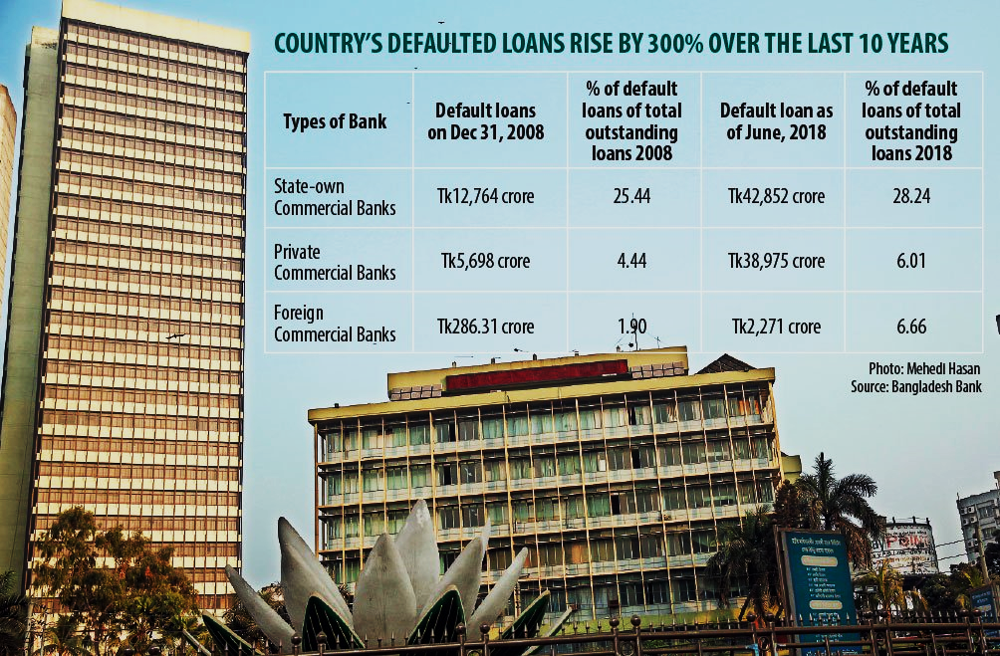 COUNTRY'S DEFAULTED LOANS RISE BY 300% OVER THE LAST 10 YEARS
Types of Bank
Default loans
on Dec 31, 2008
% of default
loans of total
outstanding
loans 2008
Default loan as
of June, 2018
% of default
loans of total
outstanding
loans 2018
State-own
Commercial Banks
Tk12,764 crore
25.44
Tk42,852 crore
28.24
Private
Commercial Banks
Tk5,698 crore
4.44
Tk38,975 crore
6.01
Foreign
Commercial Banks
Tk286.31 crore
1.90
Tk2,271 crore
6.66
Photo: Mehedi Hasan
Source: Bangladesh Bank